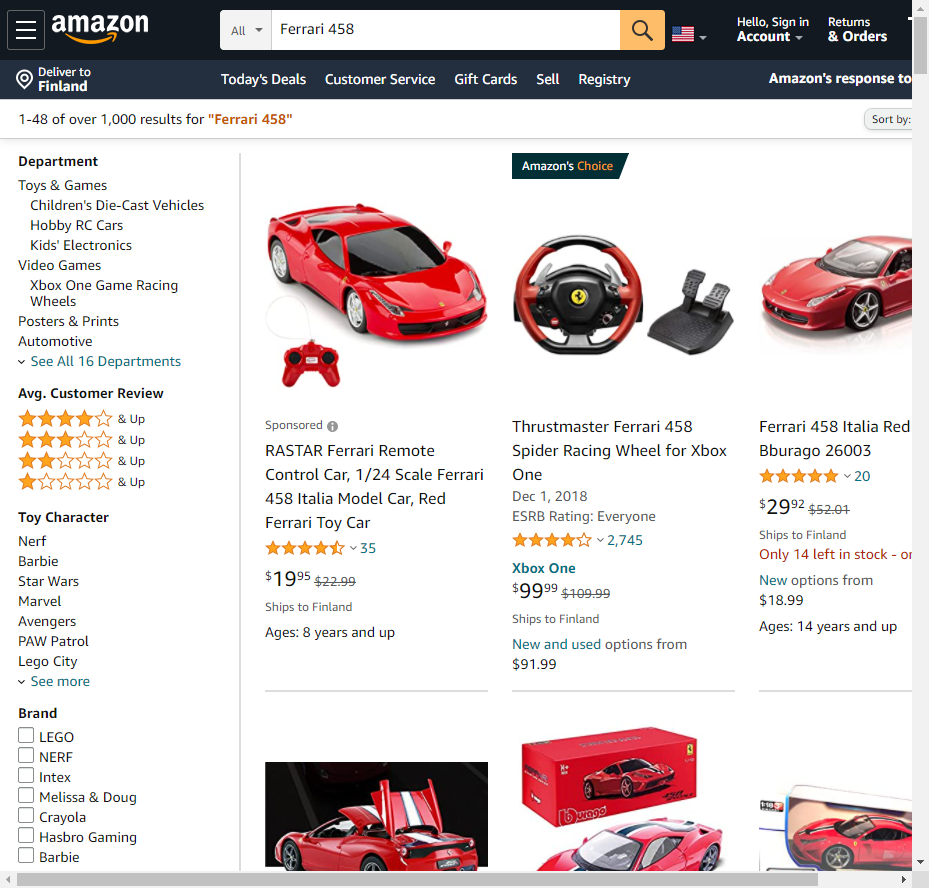 amazon
All
Ferrari 458
Hello, Sign in
Account
Returns
& Orders
Deliver to
Finland
Today's Deals
Customer Service
Gift Cards
Sell
Registry
Amazon's response to
1-48 of over 1,000 results for "Ferrari 458"
Sort by:
Department
Toys & Games
Children's Die-Cast Vehicles
Hobby RC Cars
Kids' Electronics
Video Games
Xbox One Game Racing
Wheels
Posters & Prints
Automotive
See All 16 Departments
Avg. Customer Review
& Up
& Up
& Up
& Up
Toy Character
Nerf
Barbie
Star Wars
Marvel
Avengers
PAW Patrol
Lego City
See more
Brand
LEGO
NERF
Intex
Melissa & Doug
Crayola
Hasbro Gaming
Barbie
Sponsored
RASTAR Ferrari Remote
Control Car, 1/24 Scale Ferrari
458 Italia Model Car, Red
Ferrari Toy Car
35
$19.95 $22.99
Ships to Finland
Ages: 8 years and up
Amazon's Choice
Thrustmaster Ferrari 458
Spider Racing Wheel for Xbox
One
Dec 1, 2018
ESRB Rating: Everyone
2,745
Xbox One
$99.99 $109.99
Ships to Finland
New and used options from
$91.99
Ferrari 458 Italia Red
Bburago 26003
20
$29.92 $52.01
Ships to Finland
Only 14 left in stock - or
New options from
$18.99
Ages: 14 years and up
burago
1:18